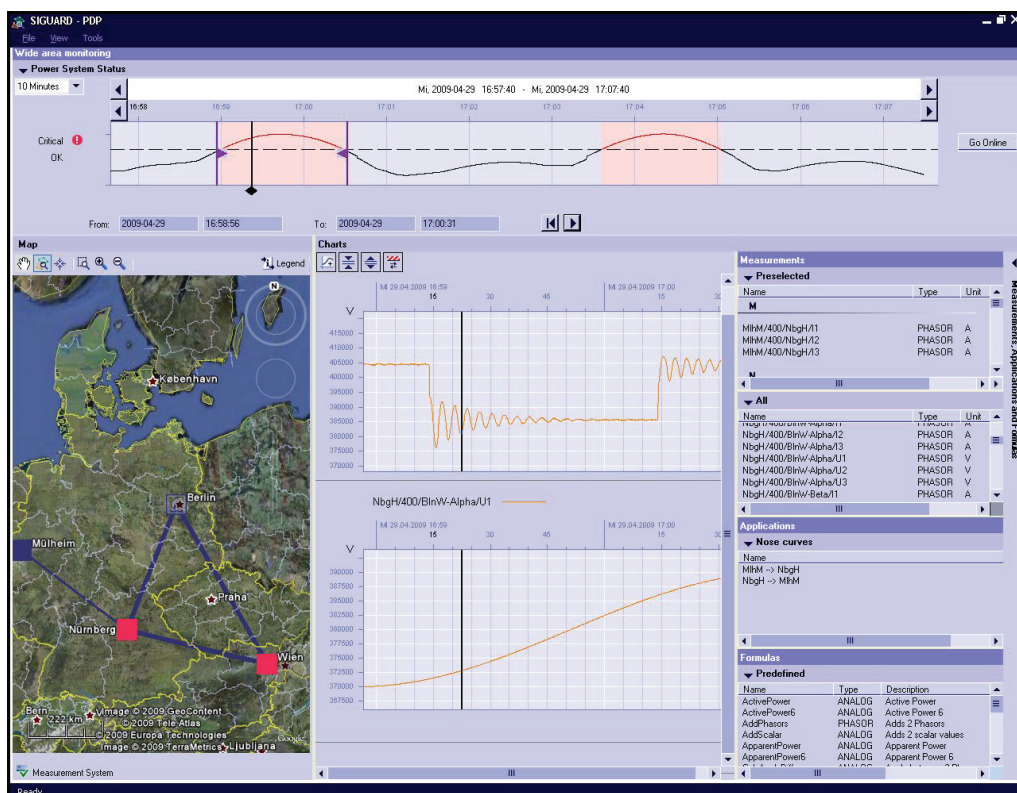 SIGUARD - PDP
File View Tools
Wide area monitoring
Power System Status
10 Minutes
Mi, 2009-04-29 16:57:40 - Mi, 2009-04-29 17:07:40
16:58 16:59 17:00 17:01 17:02 17:03 17:04 17:05 17:06 17:07
Critical
OK
Go Online
From: 2009-04-29 16:58:56 To: 2009-04-29 17:00:31
Map
Legend
N
København
Berlin
Mülheim
Praha
Nürnberg
Wien
Bern
222 km
Image © 2009 GeoContent
© 2009 Tele Atlas
© 2009 Europa Technologies
Image © 2009 TerraMetrics
Ljubljana
Google
Measurement System
Charts
Mi 29.04.2009 16:59 Mi 29.04.2009 17:00
15 30 45 15 30
V
415000
410000
405000
400000
395000
390000
385000
380000
375000
370000
NbgH/400/BlnW-Alpha/U1
Mi 29.04.2009 16:59 Mi 29.04.2009 17:00
15 30 45 15 30
V
390000
387500
385000
382500
380000
377500
375000
372500
370000
367500
Measurements
Preselected
Name Type Unit
M
MlhM/400/NbgH/I1 PHASOR A
MlhM/400/NbgH/I2 PHASOR A
MlhM/400/NbgH/I3 PHASOR A
N
All
Name Type Unit
NbgH/400/BlnW-Alpha/I1 PHASOR A
NbgH/400/BlnW-Alpha/I2 PHASOR A
NbgH/400/BlnW-Alpha/I3 PHASOR A
NbgH/400/BlnW-Alpha/U1 PHASOR V
NbgH/400/BlnW-Alpha/U2 PHASOR V
NbgH/400/BlnW-Alpha/U3 PHASOR V
NbgH/400/BlnW-Beta/I1 PHASOR A
Applications
Nose curves
Name
MlhM --> NbgH
NbgH --> MlhM
Formulas
Predefined
Name Type Description
ActivePower ANALOG Active Power
ActivePower6 ANALOG Active Power 6
AddPhasors PHASOR Adds 2 Phasors
AddScalar ANALOG Adds 2 scalar values
ApparentPower ANALOG Apparent Power
ApparentPower6 ANALOG Apparent Power 6
Measurements, Applications and Formulas
Ready